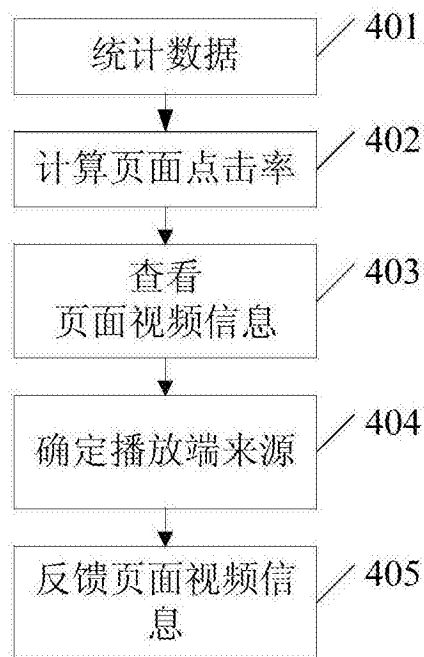 统计数据
401
计算页面点击率
402
查看
页面视频信息
403
确定播放端来源
404
反馈页面视频信
息
405